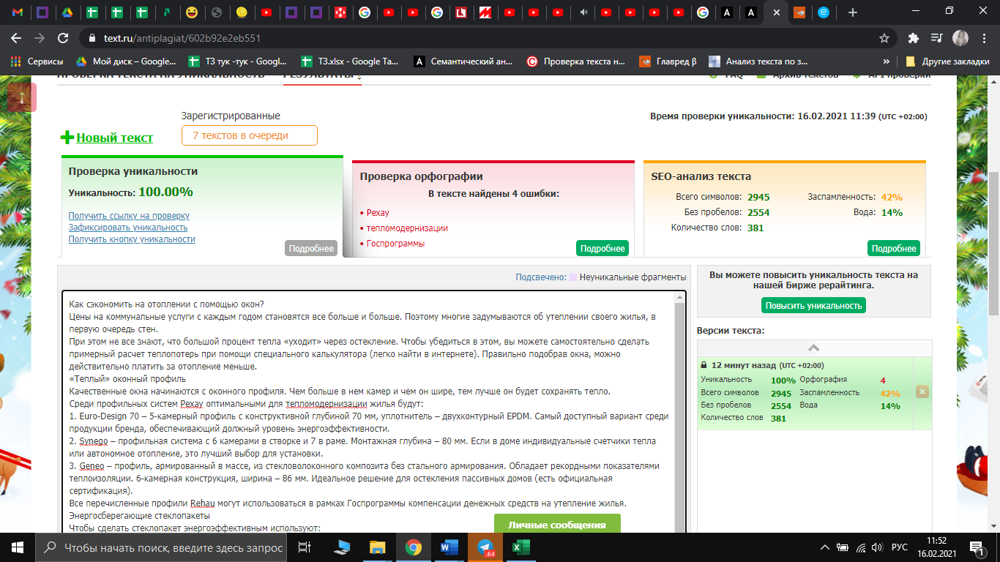 text.ru/antiplagiat/602b92e2eb551
Сервисы
Мой диск – Google...
ТЗ тук -тук - Googl...
ТЗ.xlsx - Google Та...
Семантический ан...
Проверка текста н...
Главред β
Анализ текста по з...
»
Другие закладки
ПРОВЕРКА ТЕКСТА НА УНИКАЛЬНОСТЬ
РЕЗУЛЬТАТЫ
FAQ
Архив текстов
API проверки
Зарегистрированные
Время проверки уникальности: 16.02.2021 11:39 (UTC +02:00)
Новый текст
7 текстов в очереди
Проверка уникальности
Уникальность: 100.00%
Получить ссылку на проверку
Зафиксировать уникальность
Получить кнопку уникальности
Подробнее
Проверка орфографии
В тексте найдены 4 ошибки:
• Рехау
• тепломодернизации
• Госпрограммы
Подробнее
SEO-анализ текста
Всего символов: 2945 Заспамленность: 42%
Без пробелов: 2554 Вода: 14%
Количество слов: 381
Подробнее
Подсвечено: Неуникальные фрагменты
Как сэкономить на отоплении с помощью окон?
Цены на коммунальные услуги с каждым годом становятся все больше и больше. Поэтому многие задумываются об утеплении своего жилья, в
первую очередь стен.
При этом не все знают, что большой процент тепла «уходит» через остекление. Чтобы убедиться в этом, вы можете самостоятельно сделать
примерный расчет теплопотерь при помощи специального калькулятора (легко найти в интернете). Правильно подобрав окна, можно
действительно платить за отопление меньше.
«Теплый» оконный профиль
Качественные окна начинаются с оконного профиля. Чем больше в нем камер и чем он шире, тем лучше он будет сохранять тепло.
Среди профильных систем Рехау оптимальными для тепломодернизации жилья будут:
1. Euro-Design 70 – 5-камерный профиль с конструктивной глубиной 70 мм, уплотнитель – двухконтурный EPDM. Самый доступный вариант среди
продукции бренда, обеспечивающий должный уровень энергоэффективности.
2. Synego – профильная система с 6 камерами в створке и 7 в раме. Монтажная глубина – 80 мм. Если в доме индивидуальные счетчики тепла
или автономное отопление, это лучший выбор для установки.
3. Geneo – профиль, армированный в массе, из стекловолоконного композита без стального армирования. Обладает рекордными показателями
теплоизоляции. 6-камерная конструкция, ширина – 86 мм. Идеальное решение для остекления пассивных домов (есть официальная
сертификация).
Все перечисленные профили Rehau могут использоваться в рамках Госпрограммы компенсации денежных средств на утепление жилья.
Энергосберегающие стеклопакеты
Чтобы сделать стеклопакет энергоэффективным используют:
Вы можете повысить уникальность текста на
нашей Бирже рерайтинга.
Повысить уникальность
Версии текста:
12 минут назад (UTC +02:00)
Уникальность 100% Орфография 4
Всего символов 2945 Заспамленность 42%
Без пробелов 2554 Вода 14%
Количество слов 381
Личные сообщения
Чтобы начать поиск, введите здесь запрос
.64
РУС
11:52
16.02.2021
1